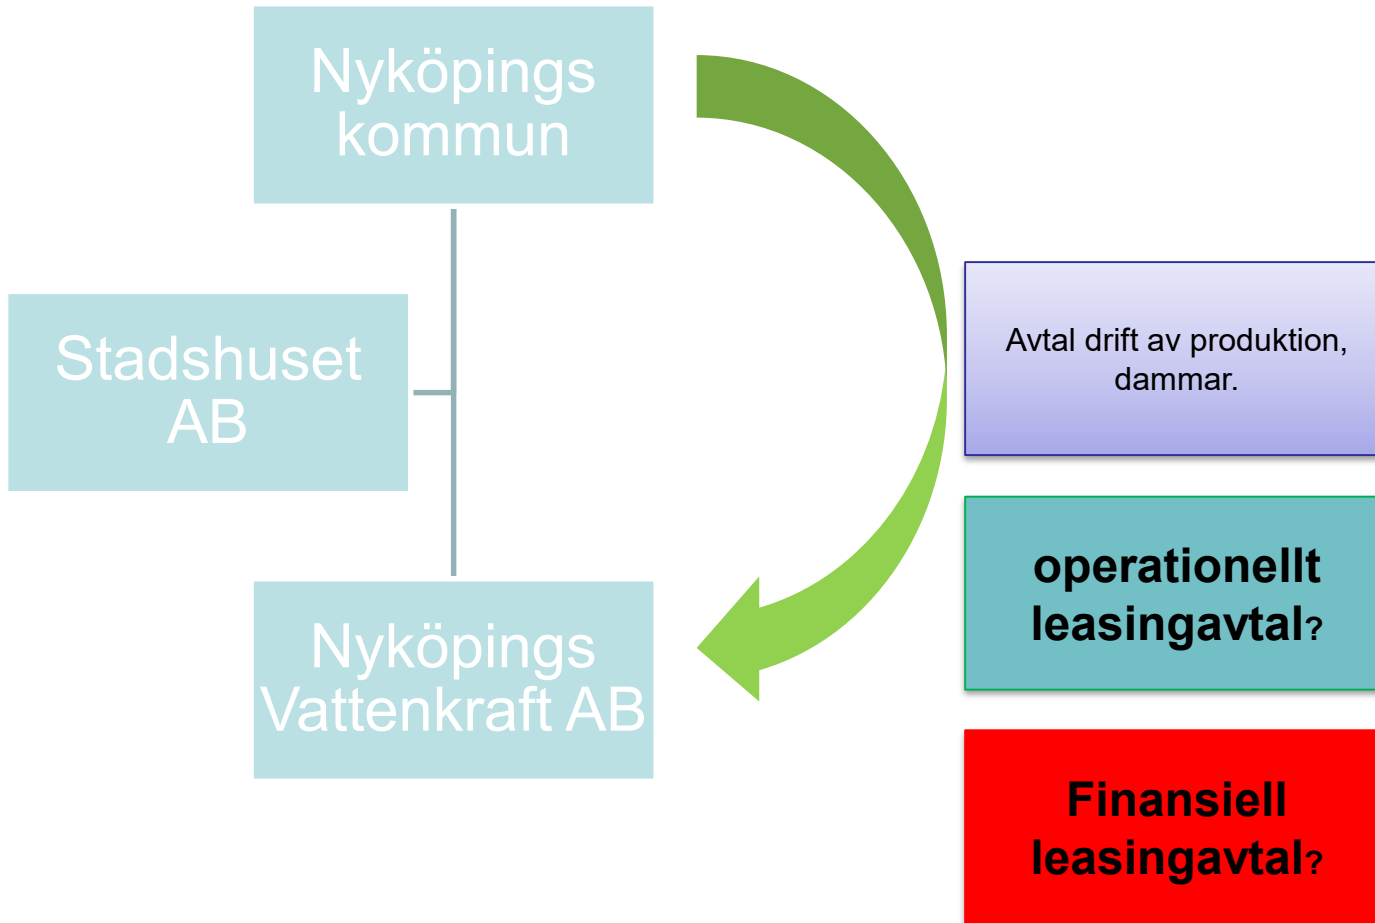 Nyköpings
kommun
Stadshuset
AB
Nyköpings
Vattenkraft AB
Avtal drift av produktion,
dammar.
operationellt
leasingavtal?
Finansiell
leasingavtal?